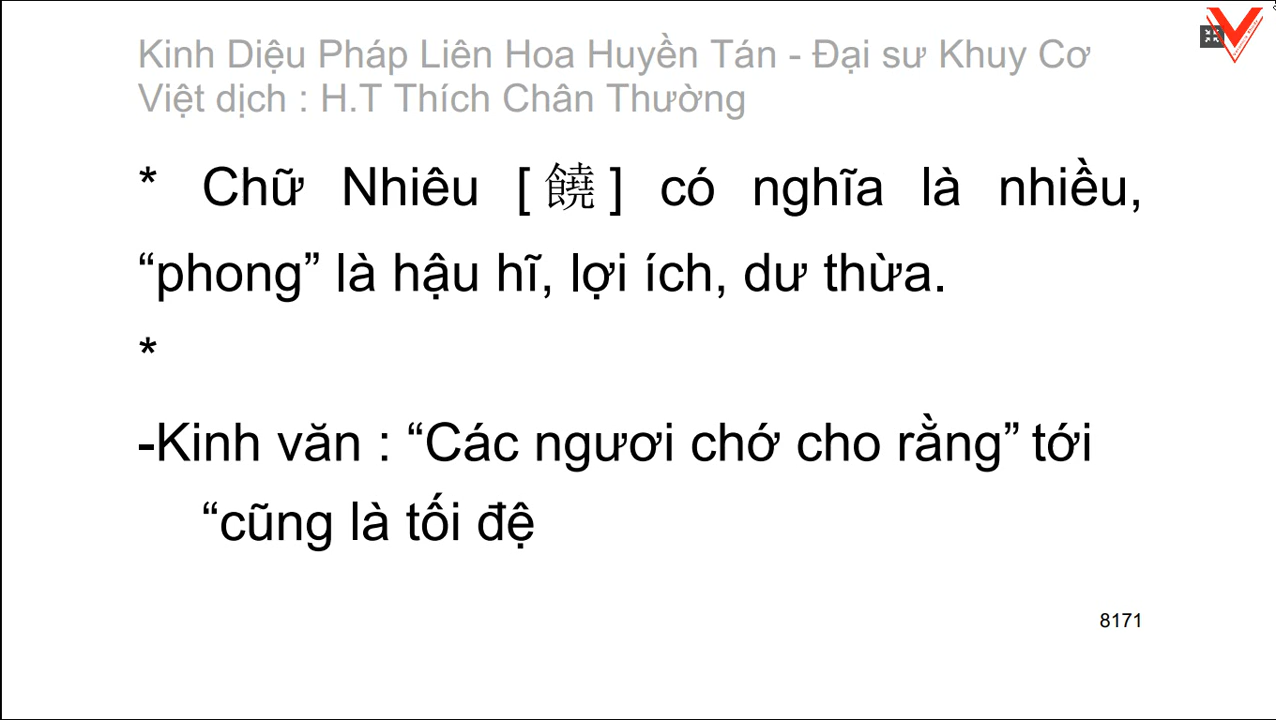 Kinh Diệu Pháp Liên Hoa Huyền Tán - Đại sư Khuy Cơ
Việt dịch : H.T Thích Chân Thường
* Chữ Nhiêu [ 饒 ] có nghĩa là nhiều,
“phong” là hậu hĩ, lợi ích, dư thừa.
*
-Kinh văn : “Các ngươi chớ cho rằng” tới
“cũng là tối đệ
8171